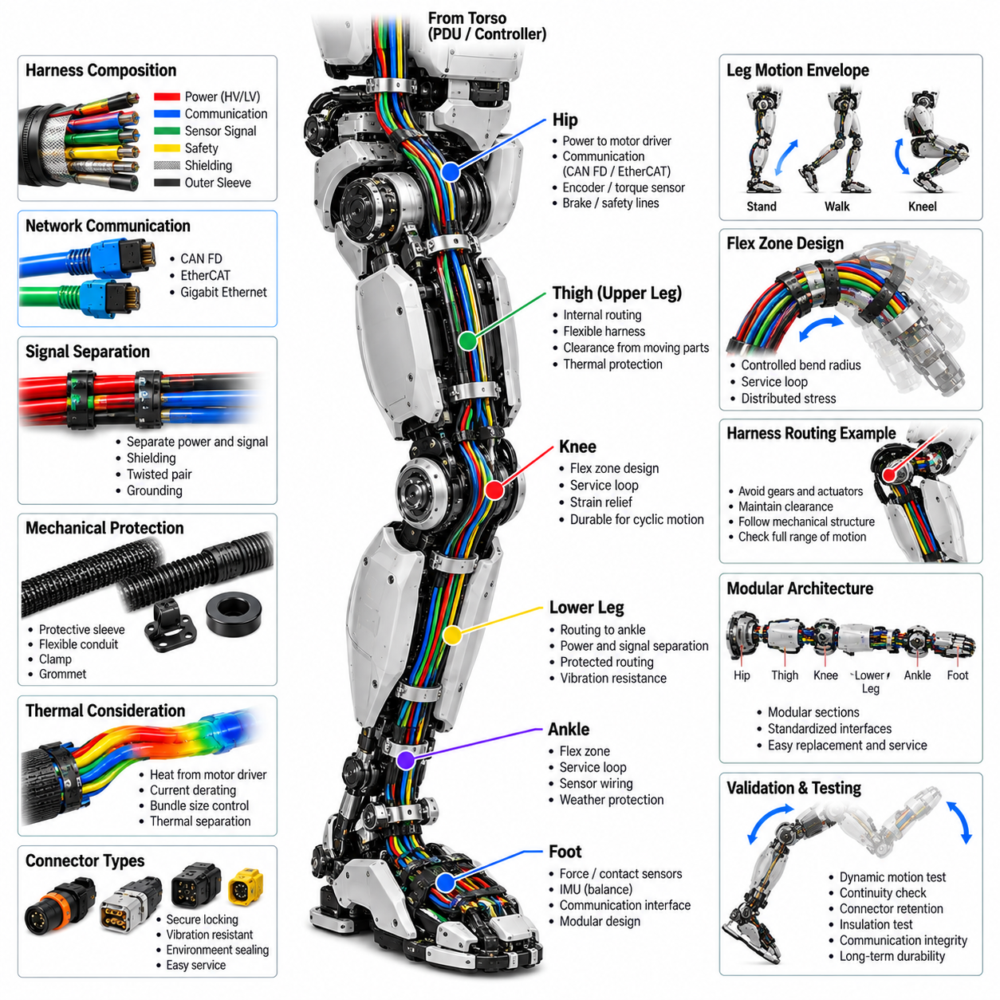 From Torso
(PDU / Controller)
Harness Composition
Power (HV/LV)
Communication
Sensor Signal
Safety
Shielding
Outer Sleeve
Network Communication
• CAN FD
• EtherCAT
• Gigabit Ethernet
Signal Separation
• Separate power and signal
• Shielding
• Twisted pair
• Grounding
Mechanical Protection
• Protective sleeve
• Flexible conduit
• Clamp
• Grommet
Thermal Consideration
• Heat from motor driver
• Current derating
• Bundle size control
• Thermal separation
Connector Types
• Secure locking
• Vibration resistant
• Environment sealing
• Easy service
Hip
• Power to motor driver
• Communication
(CAN FD / EtherCAT)
• Encoder / torque sensor
• Brake / safety lines
Thigh (Upper Leg)
• Internal routing
• Flexible harness
• Clearance from moving parts
• Thermal protection
Knee
• Flex zone design
• Service loop
• Strain relief
• Durable for cyclic motion
Lower Leg
• Routing to ankle
• Power and signal separation
• Protected routing
• Vibration resistance
Ankle
• Flex zone
• Service loop
• Sensor wiring
• Weather protection
Foot
• Force / contact sensors
• IMU (balance)
• Communication interface
• Modular design
Leg Motion Envelope
Stand
Walk
Kneel
Flex Zone Design
• Controlled bend radius
• Service loop
• Distributed stress
Harness Routing Example
• Avoid gears and actuators
• Maintain clearance
• Follow mechanical structure
• Check full range of motion
Modular Architecture
Hip
Thigh
Knee
Lower
Leg
Ankle
Foot
• Modular sections
• Standardized interfaces
• Easy replacement and service
Validation & Testing
• Dynamic motion test
• Continuity check
• Connector retention
• Insulation test
• Communication integrity
• Long-term durability